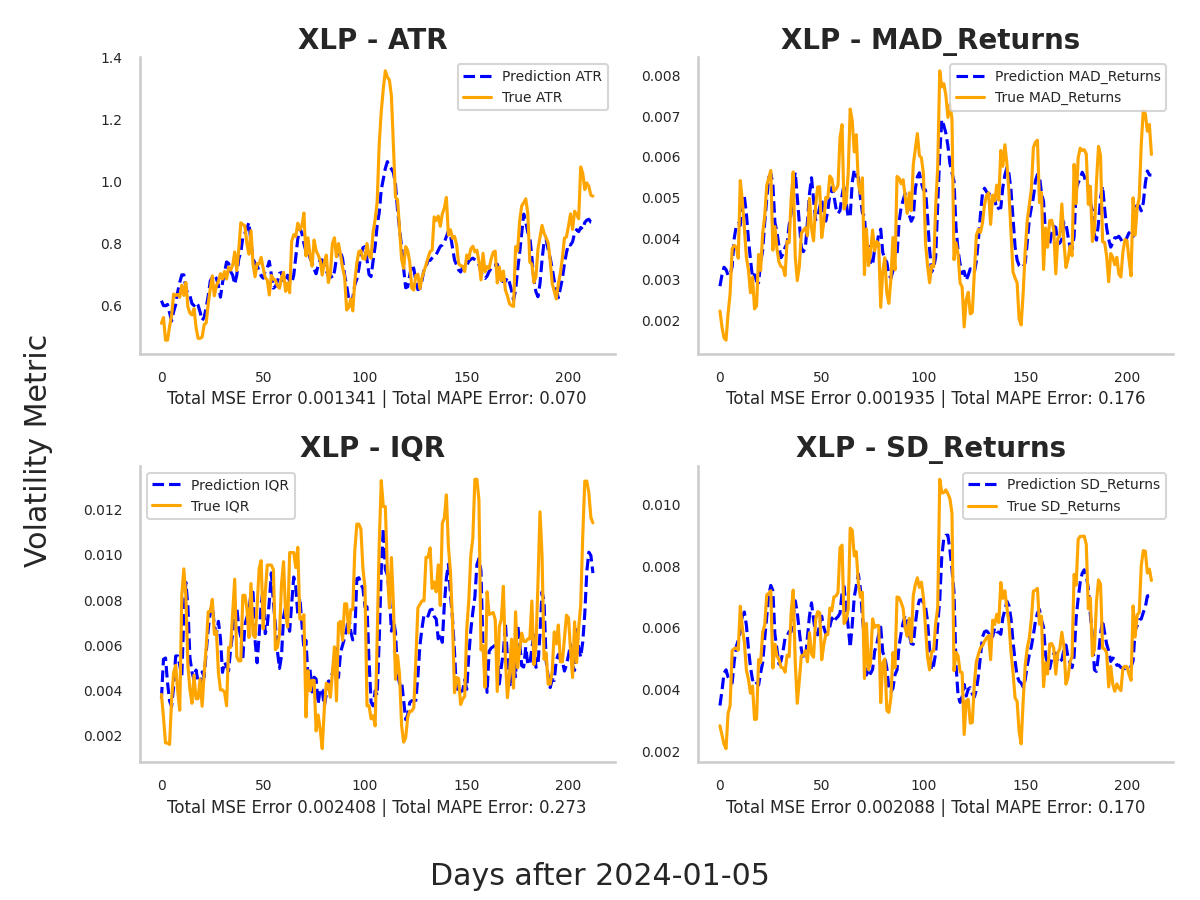 XLP - ATR
1.4
1.2
1.0
0.8
0.6
Prediction ATR
True ATR
0
50
100
150
200
Total MSE Error 0.001341 | Total MAPE Error: 0.070
XLP - MAD_Returns
0.008
0.007
0.006
0.005
0.004
0.003
0.002
Prediction MAD_Returns
True MAD_Returns
0
50
100
150
200
Total MSE Error 0.001935 | Total MAPE Error: 0.176
Volatility Metric
XLP - IQR
0.012
0.010
0.008
0.006
0.004
0.002
Prediction IQR
True IQR
0
50
100
150
200
Total MSE Error 0.002408 | Total MAPE Error: 0.273
XLP - SD_Returns
0.010
0.008
0.006
0.004
0.002
Prediction SD_Returns
True SD_Returns
0
50
100
150
200
Total MSE Error 0.002088 | Total MAPE Error: 0.170
Days after 2024-01-05